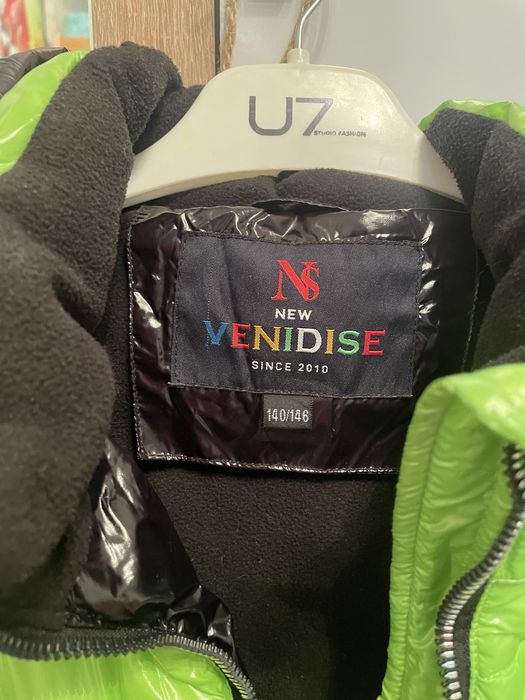 U7
STUDIO FASHION
NS
NEW
VENIDISE
SINCE 2010
140/146